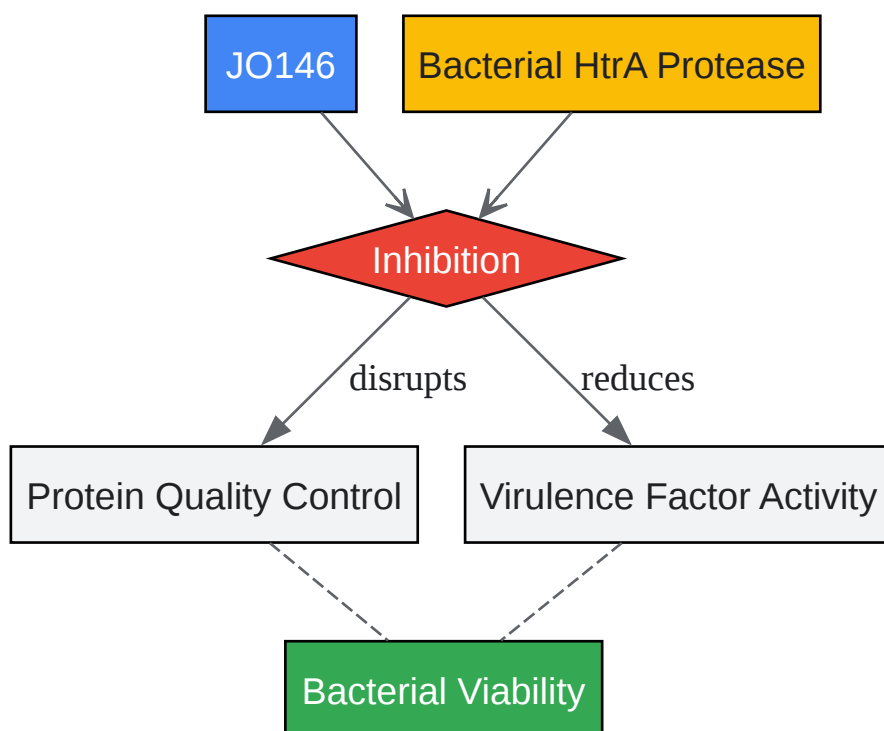 JO146
Bacterial HtrA Protease
Inhibition
disrupts
reduces
Protein Quality Control
Virulence Factor Activity
Bacterial Viability